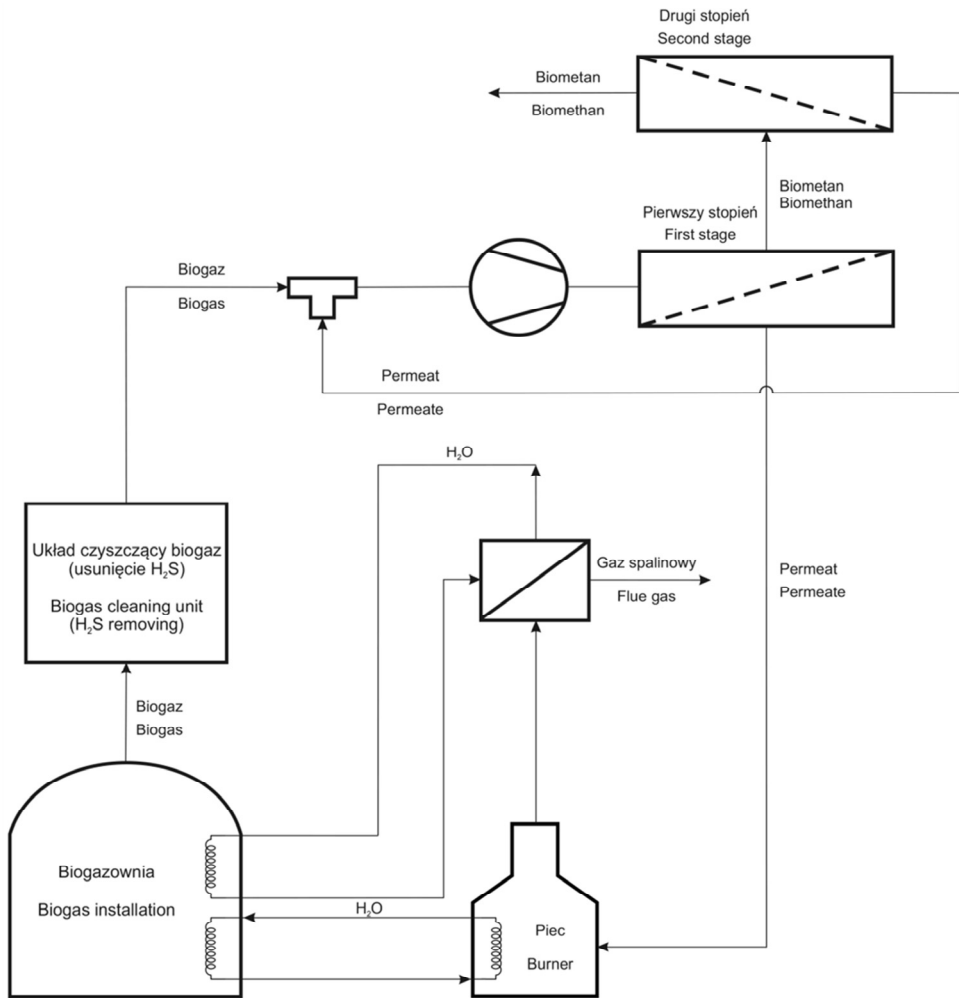 Drugi stopień
Second stage
Biometan
Biomethan
Biometan
Biomethan
Pierwszy stopień
First stage
Biogaz
Biogas
Permeat
Permeate
H₂O
Układ czyszczący biogaz
(usunięcie H₂S)
Biogas cleaning unit
(H₂S removing)
Gaz spalinowy
Flue gas
Permeat
Permeate
Biogaz
Biogas
Biogazownia
Biogas installation
H₂O
Piec
Burner